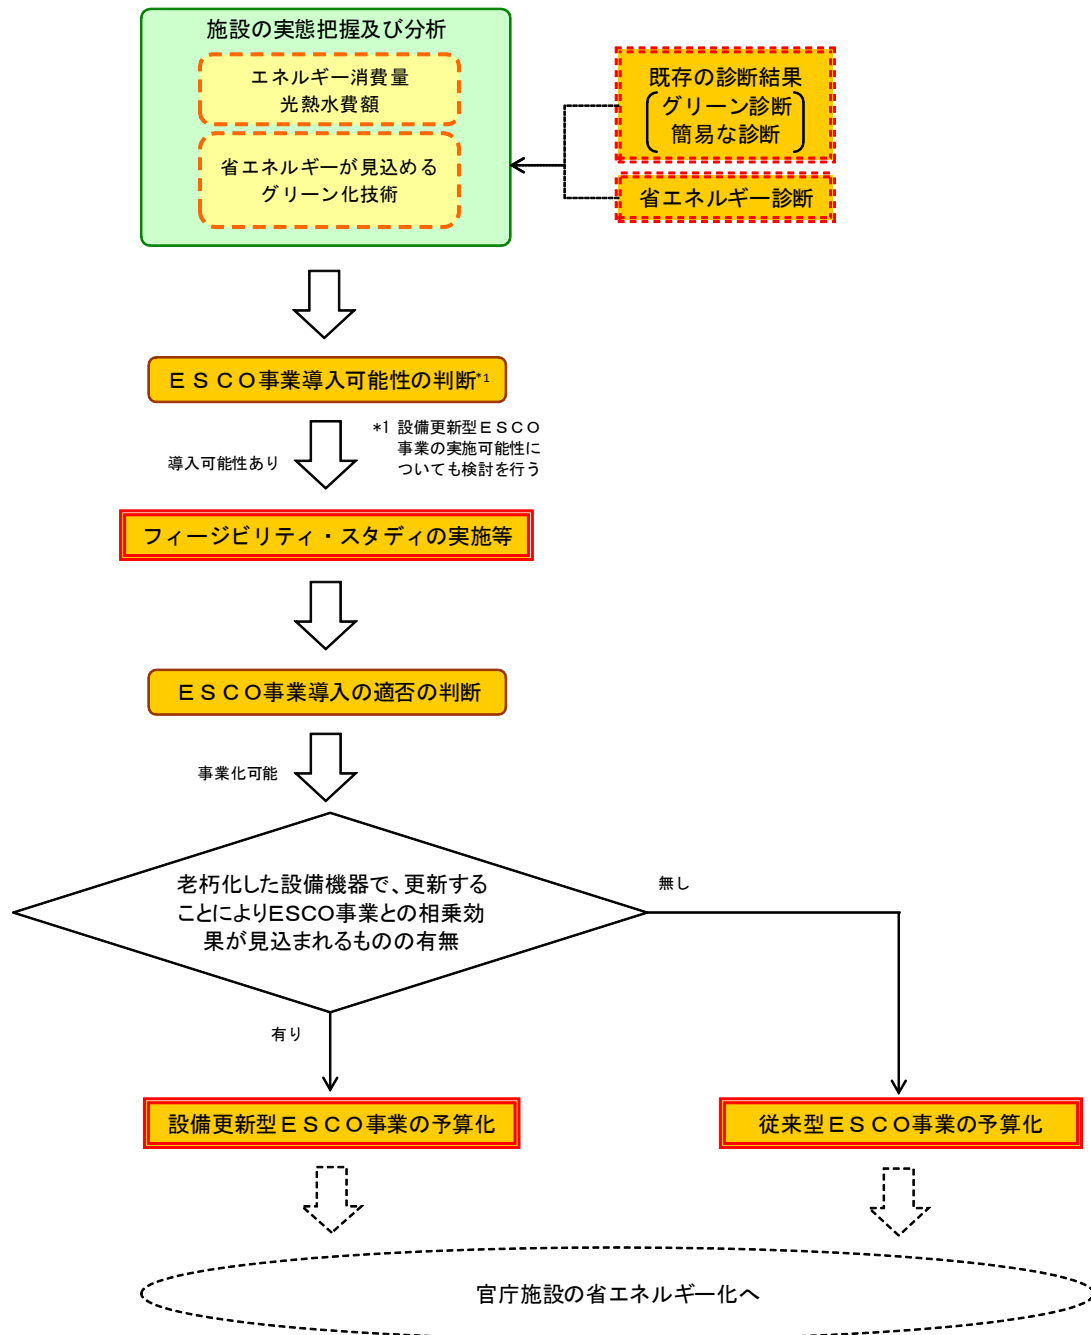 施設の実態把握及び分析
エネルギー消費量
光熱水費額
省エネルギーが見込める
グリーン化技術
既存の診断結果
グリーン診断
簡易な診断
省エネルギー診断
ＥＳＣＯ事業導入可能性の判断*1
導入可能性あり
*1 設備更新型ＥＳＣＯ
事業の実施可能性に
ついても検討を行う
フィージビリティ・スタディの実施等
ＥＳＣＯ事業導入の適否の判断
事業化可能
老朽化した設備機器で、更新する
ことによりESCO事業との相乗効
果が見込まれるものの有無
無し
有り
設備更新型ＥＳＣＯ事業の予算化
従来型ＥＳＣＯ事業の予算化
官庁施設の省エネルギー化へ